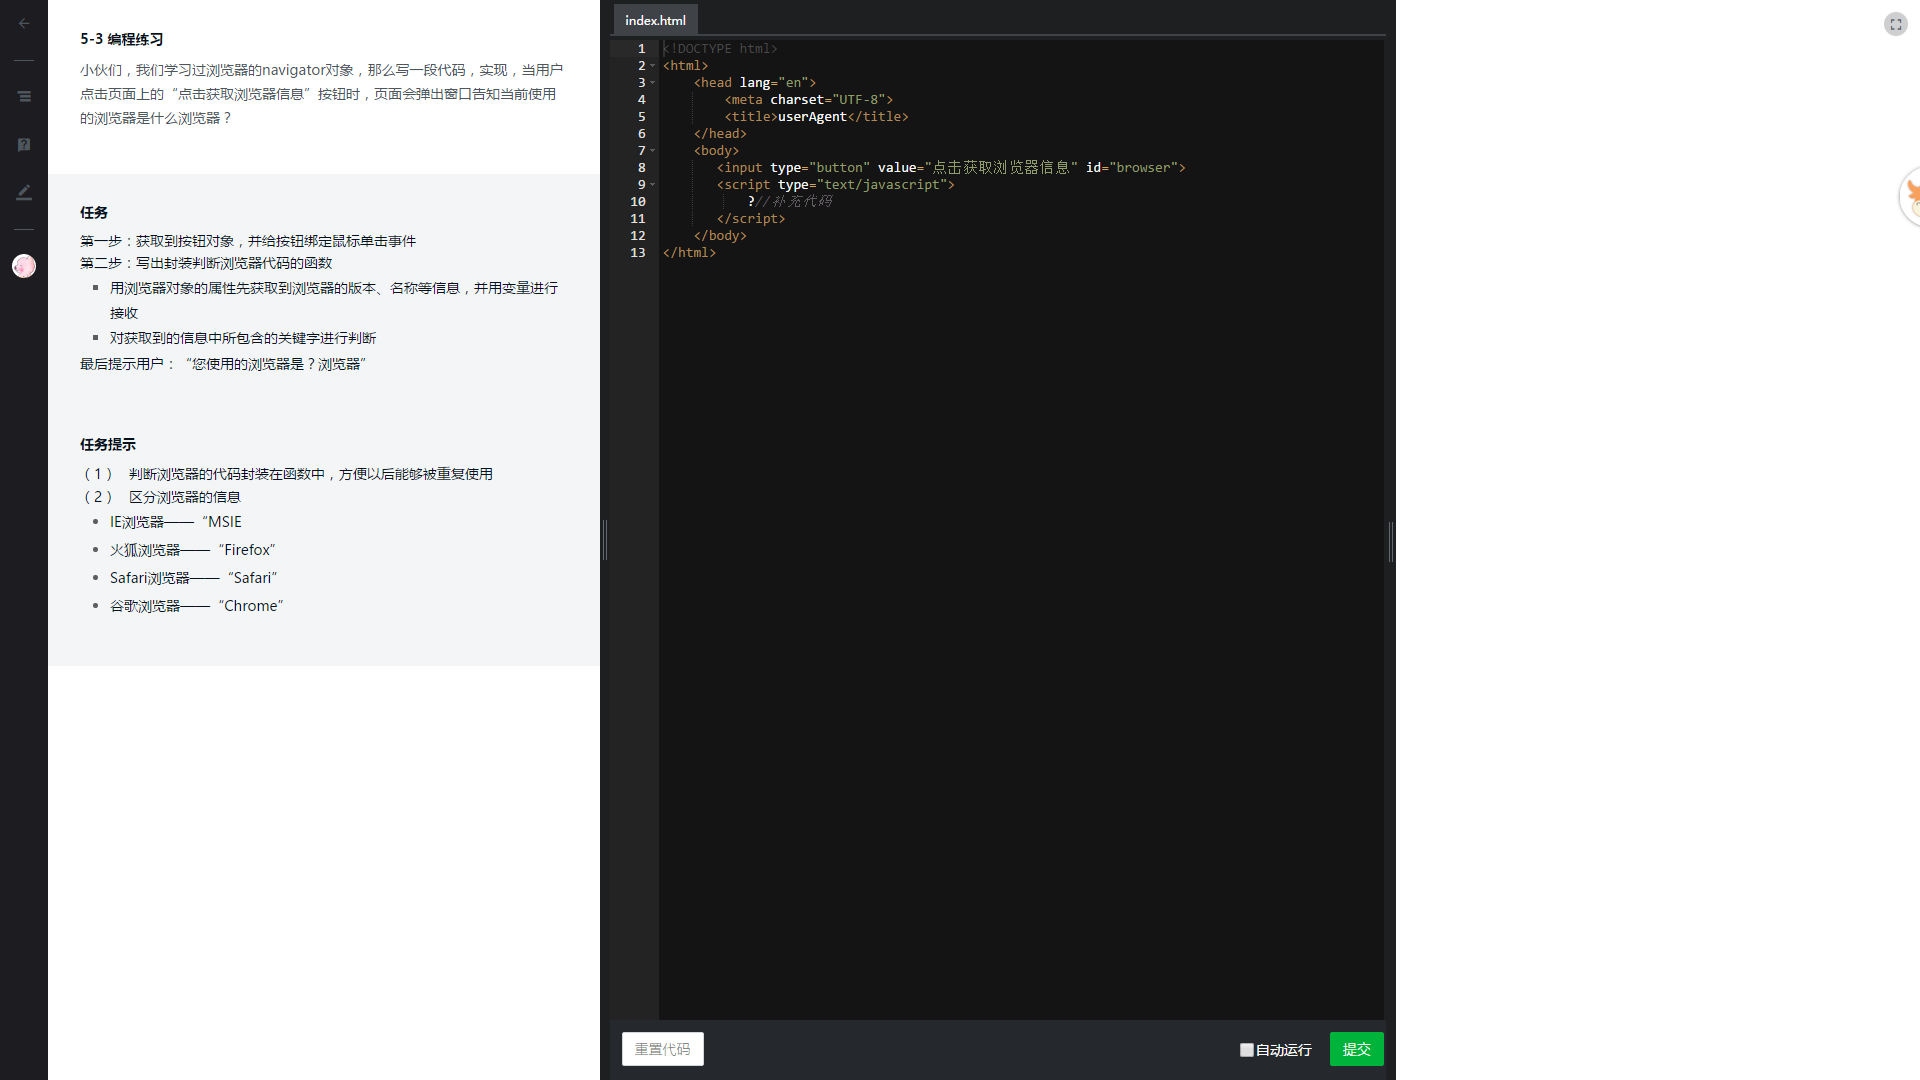 5-3 编程练习
小伙们，我们学习过浏览器的navigator对象，那么写一段代码，实现，当用户
点击页面上的“点击获取浏览器信息”按钮时，页面会弹出窗口告知当前使用
的浏览器是什么浏览器？
任务
第一步：获取到按钮对象，并给按钮绑定鼠标单击事件
第二步：写出封装判断浏览器代码的函数
用浏览器对象的属性先获取到浏览器的版本、名称等信息，并用变量进行
接收
对获取到的信息中所包含的关键字进行判断
最后提示用户：“您使用的浏览器是？浏览器”
任务提示
（1） 判断浏览器的代码封装在函数中，方便以后能够被重复使用
（2） 区分浏览器的信息
IE浏览器——“MSIE
火狐浏览器——“Firefox”
Safari浏览器——“Safari”
谷歌浏览器——“Chrome”
index.html
1 <!DOCTYPE html>
2 <html>
3 <head lang="en">
4 <meta charset="UTF-8">
5 <title>userAgent</title>
6 </head>
7 <body>
8 <input type="button" value="点击获取浏览器信息" id="browser">
9 <script type="text/javascript">
10 ?//补充代码
11 </script>
12 </body>
13 </html>
重置代码
自动运行
提交